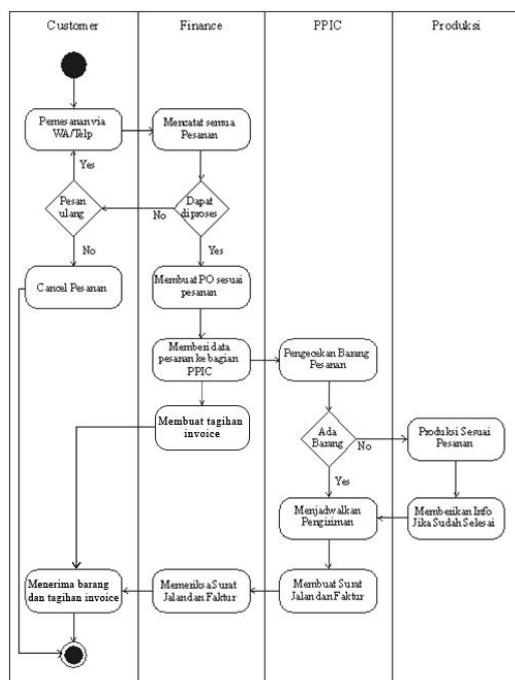 Customer
Finance
PPIC
Produksi
Pemesanan via
WA/Telp
Mencatat semua
Pesanan
Yes
Pesan
ulang
No
Dapat
diproses
No
Yes
Cancel Pesanan
Membuat PO sesuai
pesanan
Memberi data
pesanan ke bagian
PPIC
Pengecekan Barang
Pesanan
Membuat tagihan
invoice
Ada
Barang
No
Produksi Sesuai
Pesanan
Yes
Menjadwalkan
Pengiriman
Memberikan Info
Jika Sudah Selesai
Menerima barang
dan tagihan invoice
Memeriksa Surat
Jalan dan Faktur
Membuat Surat
Jalan dan Faktur